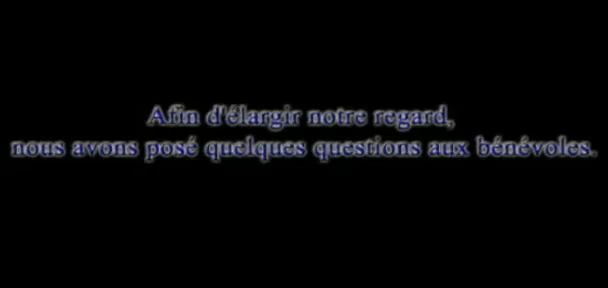 Afin d'élargir notre regard,
nous avons posé quelques questions aux bénévoles.